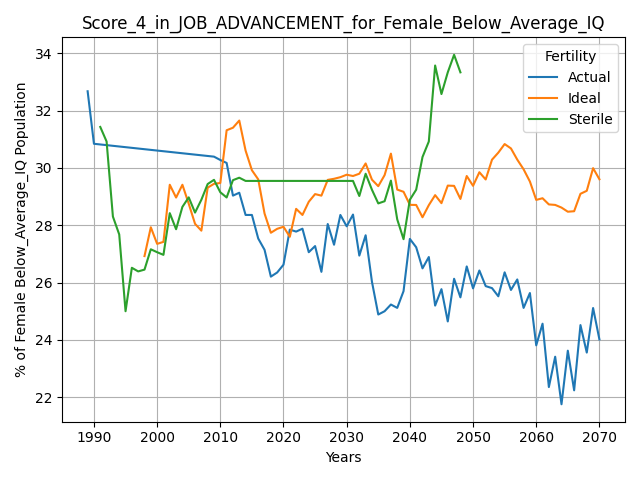 Score_4_in_JOB_ADVANCEMENT_for_Female_Below_Average_IQ
% of Female Below_Average_IQ Population
34
32
30
28
26
24
22
Fertility
Actual
Ideal
Sterile
1990 2000 2010 2020 2030 2040 2050 2060 2070
Years